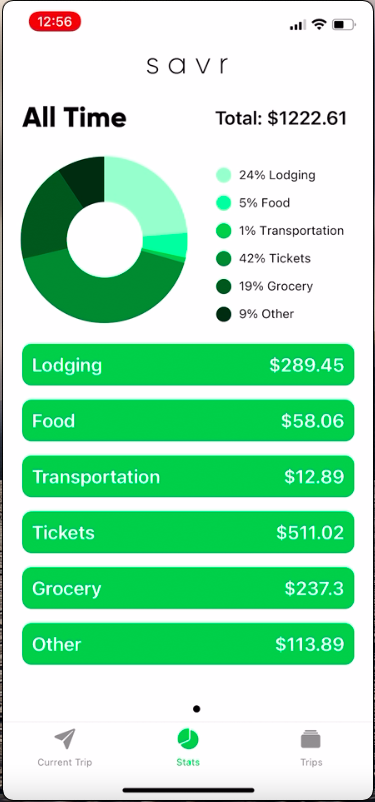 12:56
savr
All Time
Total: $1222.61
24% Lodging
5% Food
1% Transportation
42% Tickets
19% Grocery
9% Other
Lodging $289.45
Food $58.06
Transportation $12.89
Tickets $511.02
Grocery $237.3
Other $113.89
Current Trip
Stats
Trips